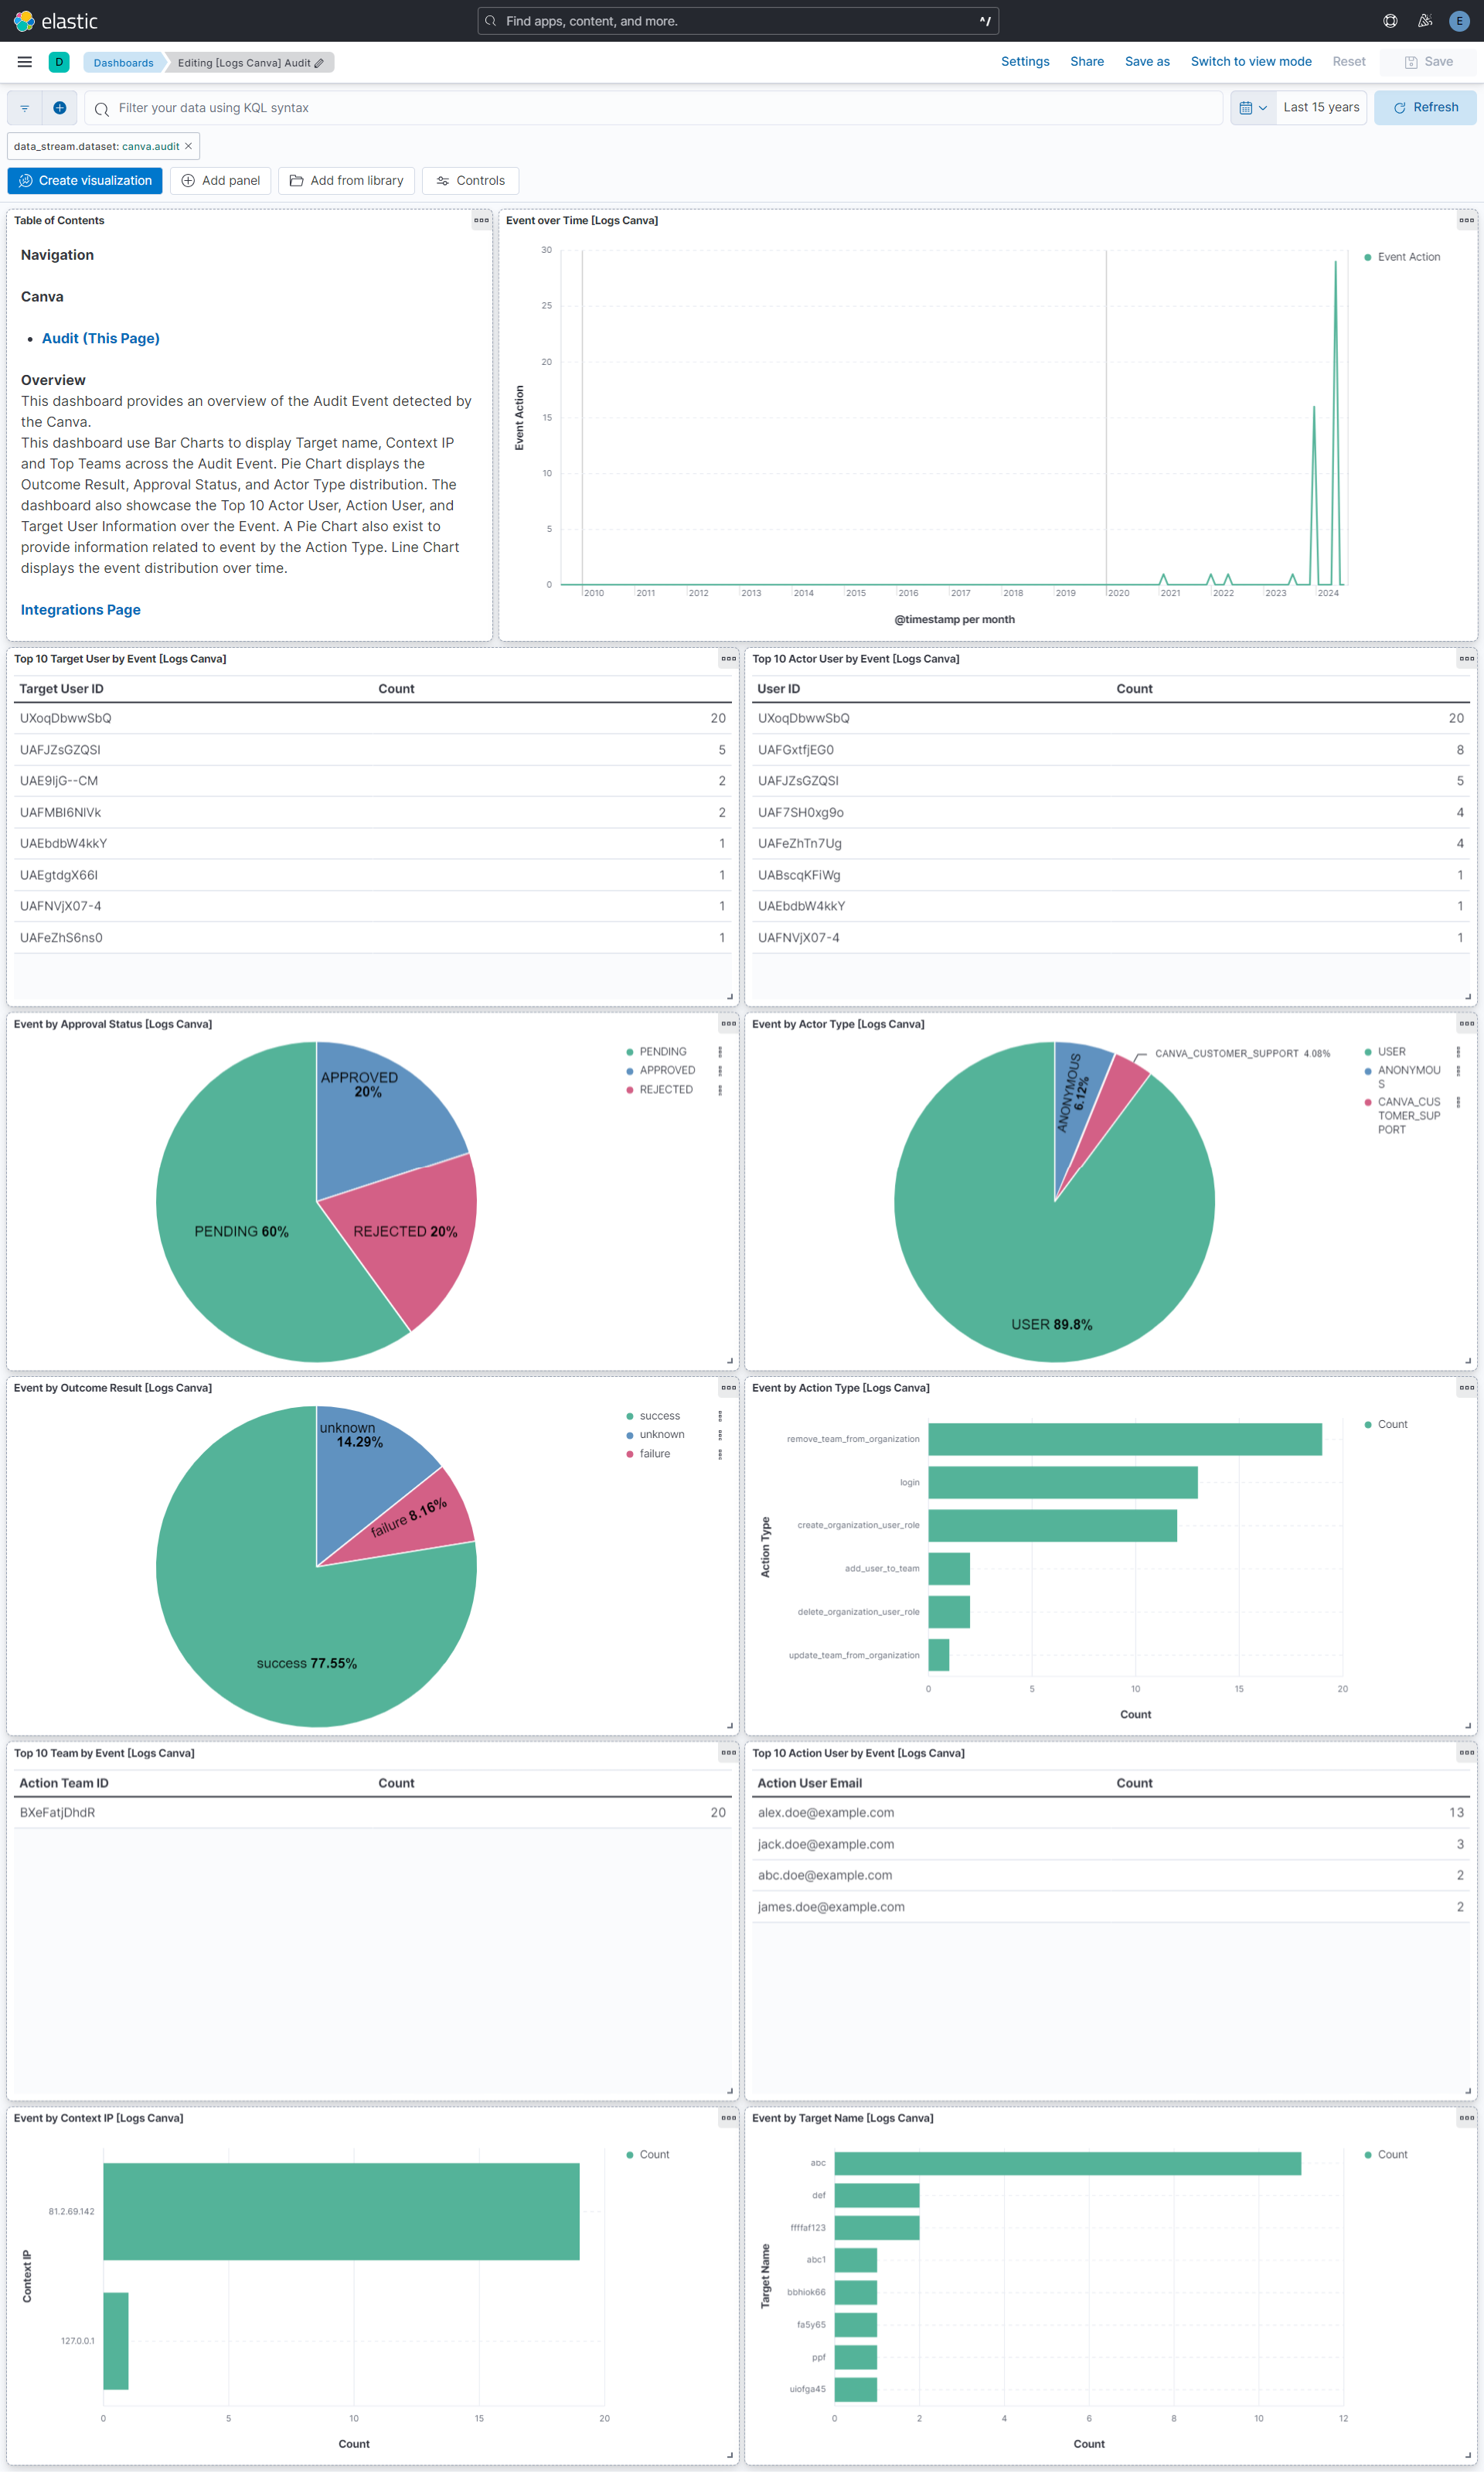 elastic
Find apps, content, and more.
^/
E
D
Dashboards
Editing [Logs Canva] Audit
Settings
Share
Save as
Switch to view mode
Reset
Save
Filter your data using KQL syntax
Last 15 years
Refresh
data_stream.dataset: canva.audit ×
Create visualization
Add panel
Add from library
Controls
Table of Contents
Navigation
Canva
• Audit (This Page)
Overview
This dashboard provides an overview of the Audit Event detected by
the Canva.
This dashboard use Bar Charts to display Target name, Context IP
and Top Teams across the Audit Event. Pie Chart displays the
Outcome Result, Approval Status, and Actor Type distribution. The
dashboard also showcase the Top 10 Actor User, Action User, and
Target User Information over the Event. A Pie Chart also exist to
provide information related to event by the Action Type. Line Chart
displays the event distribution over time.
Integrations Page
Event over Time [Logs Canva]
Event Action
30
25
20
15
10
5
0
Event Action
2010 2011 2012 2013 2014 2015 2016 2017 2018 2019 2020 2021 2022 2023 2024
@timestamp per month
Top 10 Target User by Event [Logs Canva]
Target User ID Count
UXoqDbwwSbQ 20
UAFJZsGZQSI 5
UAE9IjG--CM 2
UAFMBI6NIVk 2
UAEbdbW4kkY 1
UAEgtdgX66I 1
UAFNVjX07-4 1
UAFeZhS6ns0 1
Top 10 Actor User by Event [Logs Canva]
User ID Count
UXoqDbwwSbQ 20
UAFGxtfjEG0 8
UAFJZsGZQSI 5
UAF7SH0xg9o 4
UAFeZhTn7Ug 4
UABscqKFiWg 1
UAEbdbW4kkY 1
UAFNVjX07-4 1
Event by Approval Status [Logs Canva]
APPROVED
20%
PENDING 60%
REJECTED 20%
PENDING
APPROVED
REJECTED
Event by Actor Type [Logs Canva]
ANONYMOUS
6.12%
CANVA_CUSTOMER_SUPPORT 4.08%
USER 89.8%
USER
ANONYMOU
S
CANVA_CUS
TOMER_SUP
PORT
Event by Outcome Result [Logs Canva]
unknown
14.29%
failure 8.16%
success 77.55%
success
unknown
failure
Event by Action Type [Logs Canva]
Action Type
remove_team_from_organization
login
create_organization_user_role
add_user_to_team
delete_organization_user_role
update_team_from_organization
0 5 10 15 20
Count
Count
Top 10 Team by Event [Logs Canva]
Action Team ID Count
BXeFatjDhdR 20
Top 10 Action User by Event [Logs Canva]
Action User Email Count
alex.doe@example.com 13
jack.doe@example.com 3
abc.doe@example.com 2
james.doe@example.com 2
Event by Context IP [Logs Canva]
Context IP
81.2.69.142
127.0.0.1
0 5 10 15 20
Count
Count
Event by Target Name [Logs Canva]
Target Name
abc
def
ffffaf123
abc1
bbhiok66
fa5y65
ppf
uiofga45
0 2 4 6 8 10 12
Count
Count